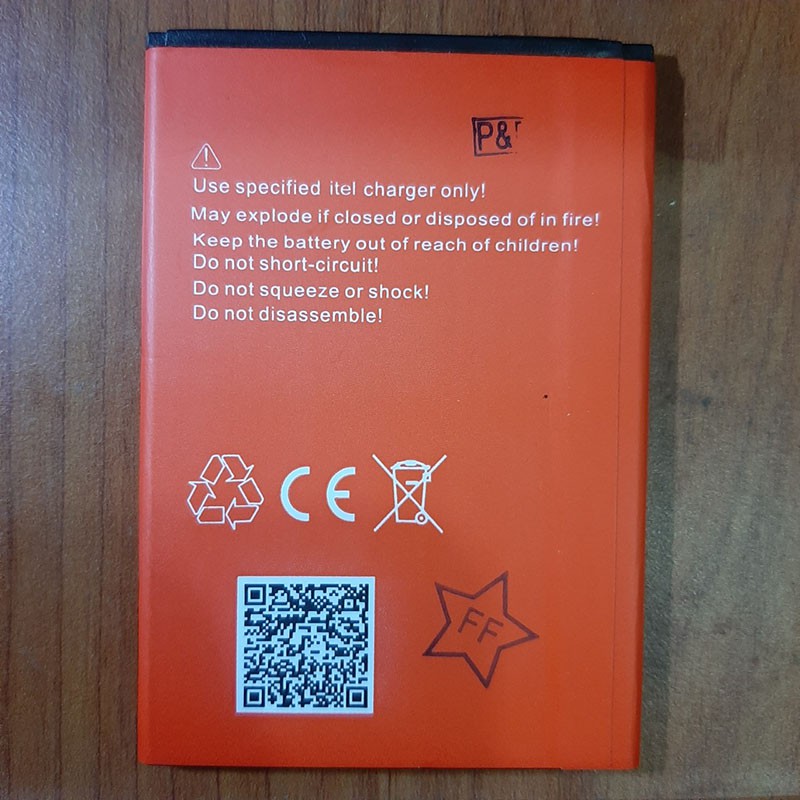 P&
Use specified itel charger only!
May explode if closed or disposed of in fire!
Keep the battery out of reach of children!
Do not short-circuit!
Do not squeeze or shock!
Do not disassemble!
CE
FF